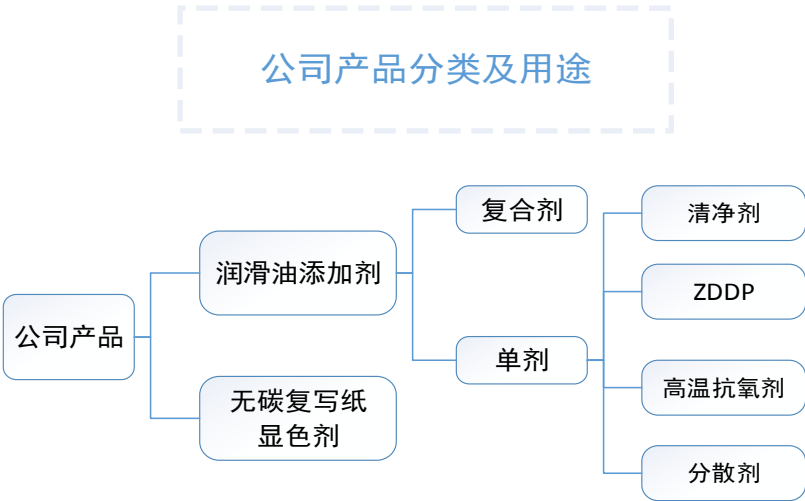 公司产品分类及用途
公司产品
润滑油添加剂
无碳复写纸
显色剂
复合剂
单剂
清净剂
ZDDP
高温抗氧剂
分散剂